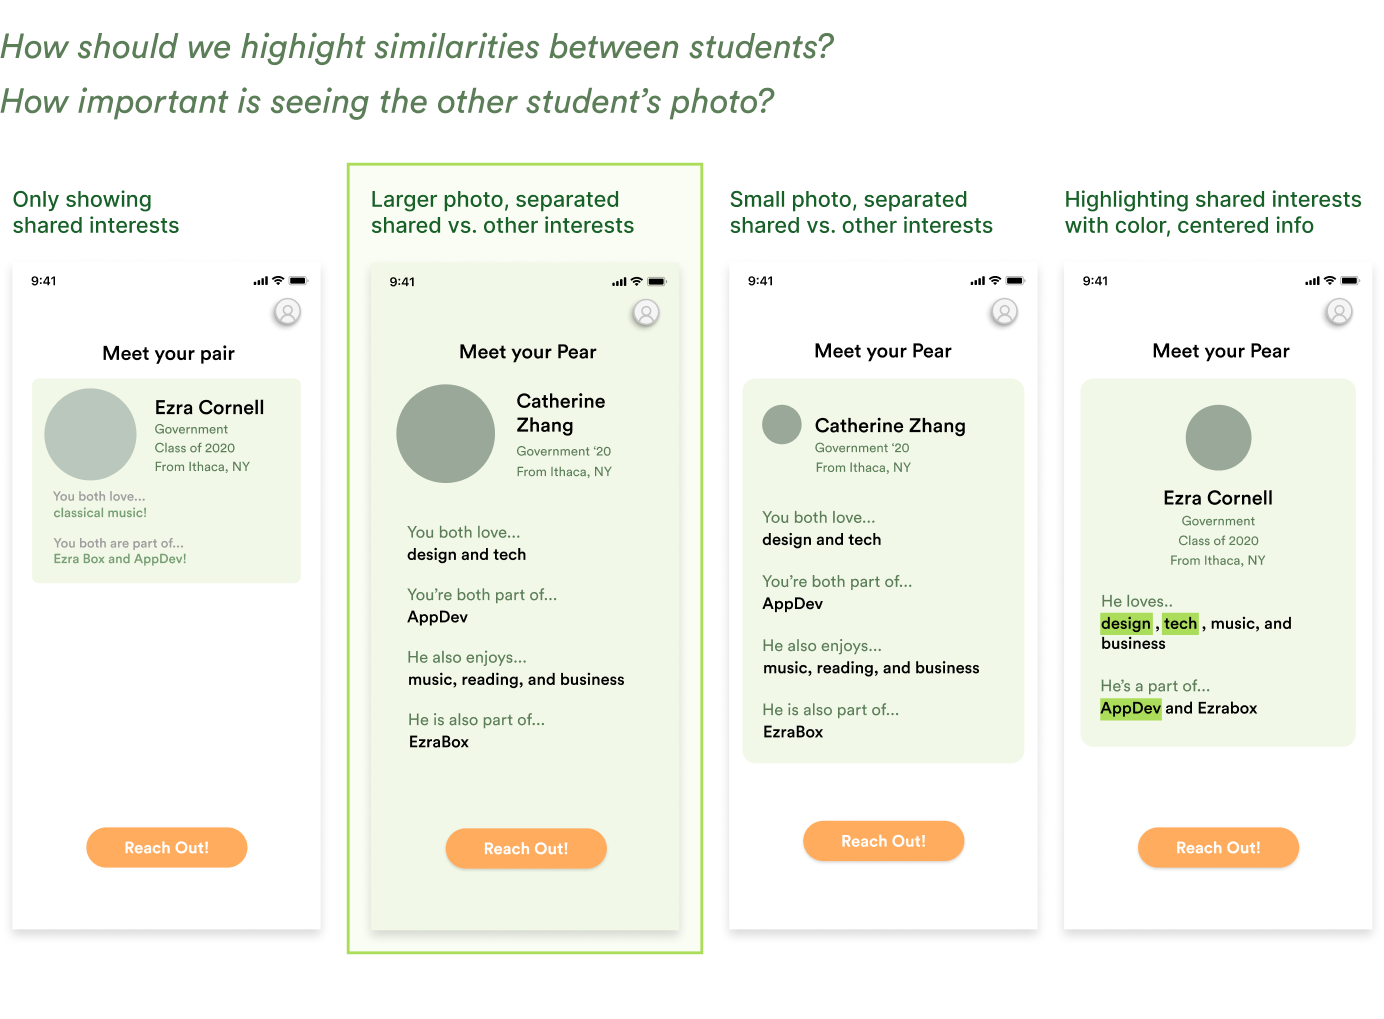 How should we highight similarities between students?
How important is seeing the other student's photo?
Only showing
shared interests
9:41
Meet your pair
Ezra Cornell
Government
Class of 2020
From Ithaca, NY
You both love...
classical music!
You both are part of...
Ezra Box and AppDev!
Reach Out!
Larger photo, separated
shared vs. other interests
9:41
Meet your Pear
Catherine
Zhang
Government ‘20
From Ithaca, NY
You both love...
design and tech
You're both part of...
AppDev
He also enjoys...
music, reading, and business
He is also part of...
EzraBox
Reach Out!
Small photo, separated
shared vs. other interests
9:41
Meet your Pear
Catherine Zhang
Government ‘20
From Ithaca, NY
You both love...
design and tech
You're both part of...
AppDev
He also enjoys...
music, reading, and business
He is also part of...
EzraBox
Reach Out!
Highlighting shared interests
with color, centered info
9:41
Meet your Pear
Ezra Cornell
Government
Class of 2020
From Ithaca, NY
He loves..
design , tech , music, and
business
He's a part of...
AppDev and Ezrabox
Reach Out!